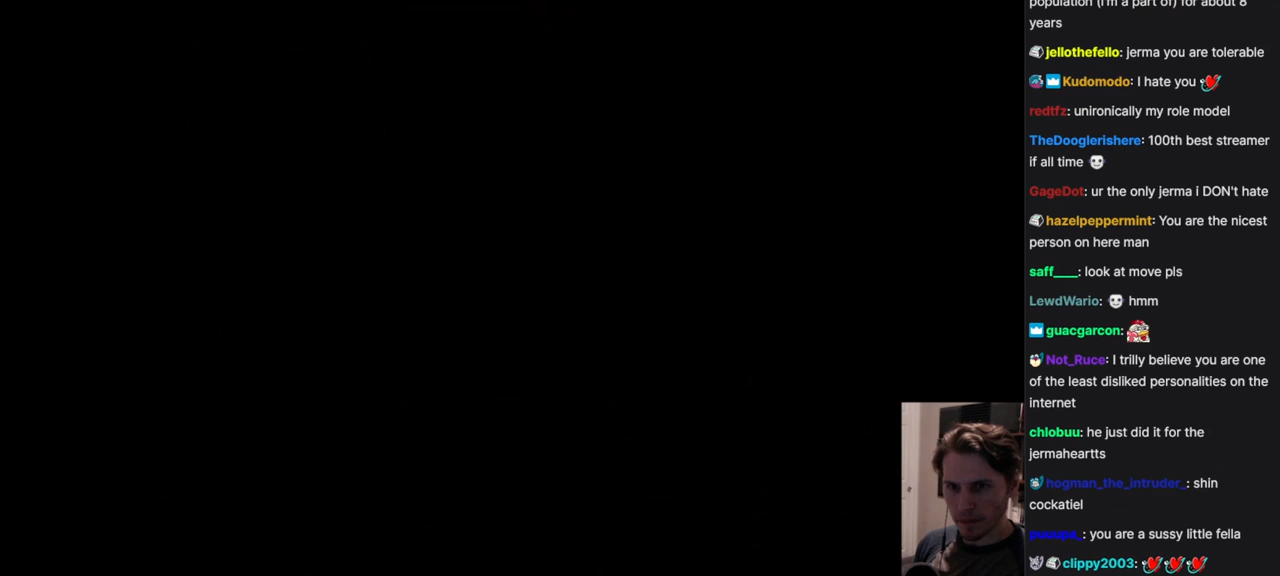 population (I'm a part of) for about 8
years
jellothefello: jerma you are tolerable
Kudomodo: I hate you
redtfz: unironically my role model
TheDooglerishere: 100th best streamer
if all time
GageDot: ur the only jerma i DON't hate
hazelpeppermint: You are the nicest
person on here man
saff____: look at move pls
LewdWario: hmm
guacgarcon:
Not_Ruce: I trilly believe you are one
of the least disliked personalities on the
internet
chlobuu: he just did it for the
jermaheartts
hogman_the_intruder_: shin
cockatiel
puuupa_: you are a sussy little fella
clippy2003: